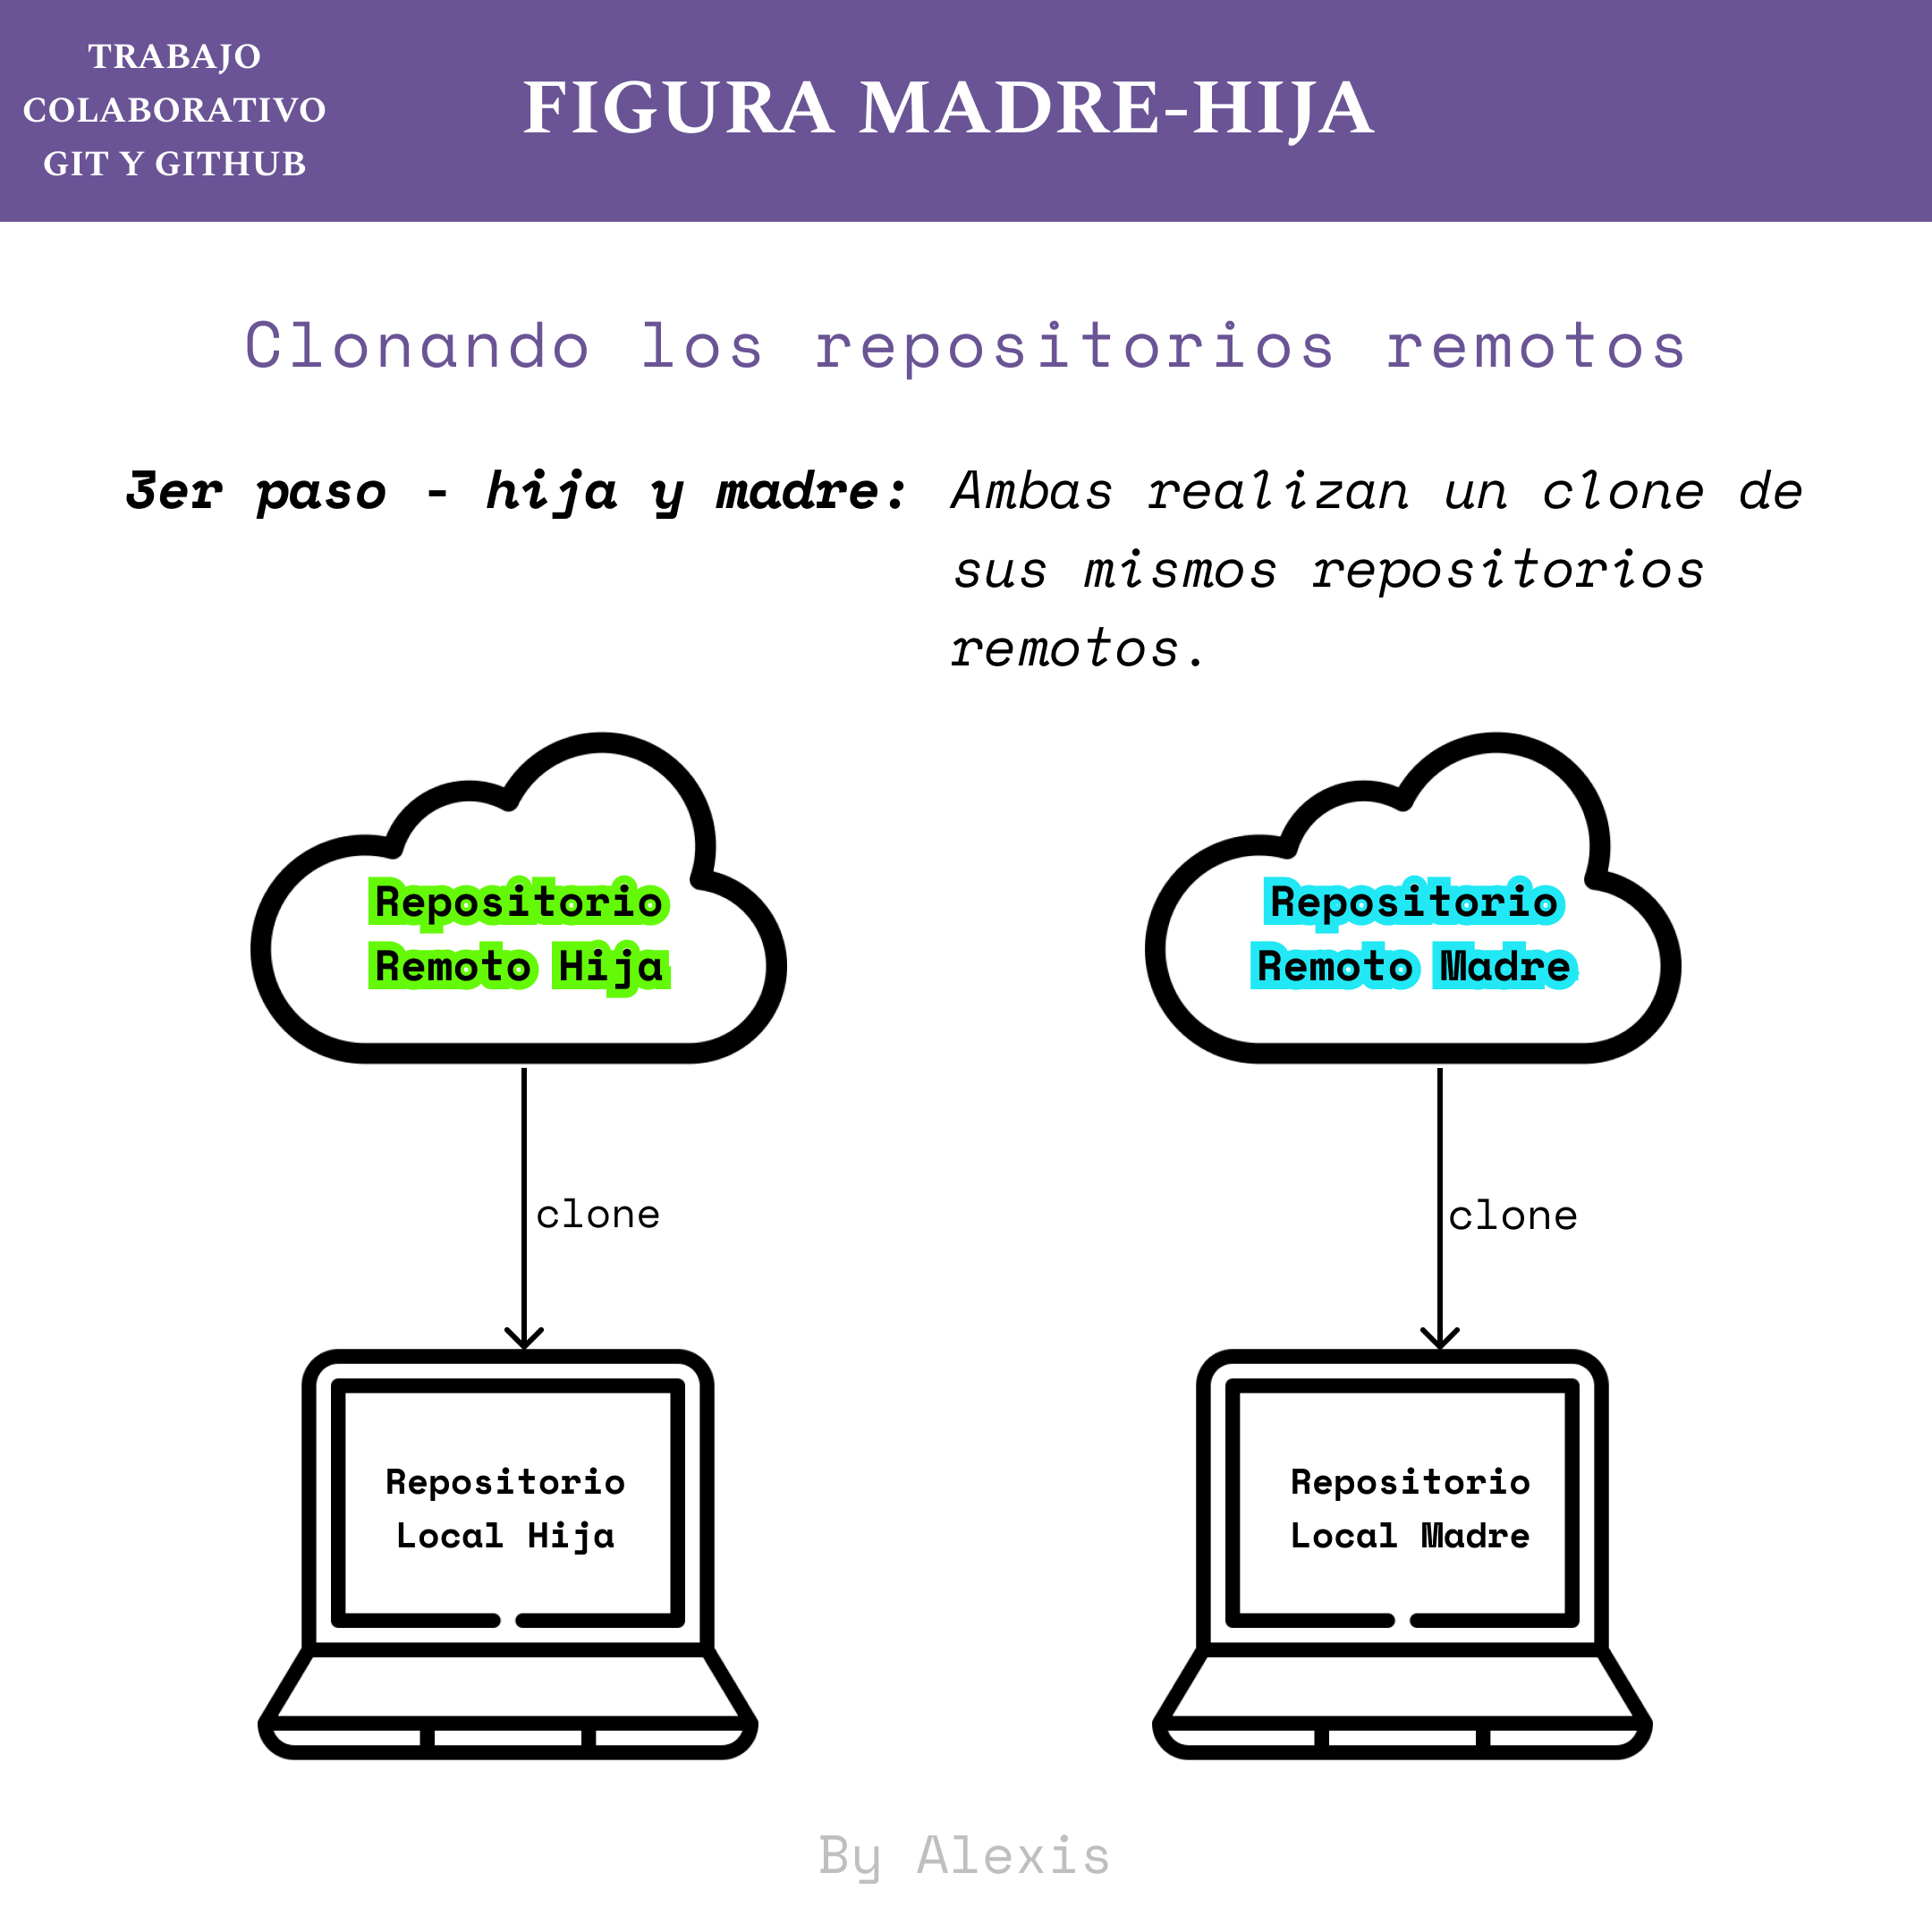 TRABAJO
COLABORATIVO
GIT Y GITHUB
FIGURA MADRE-HIJA
Clonando los repositorios remotos
3er paso - hija y madre: Ambas realizan un clone de
sus mismos repositorios
remotos.
Repositorio
Remoto Hija
Repositorio
Remoto Madre
clone
clone
Repositorio
Local Hija
Repositorio
Local Madre
By Alexis